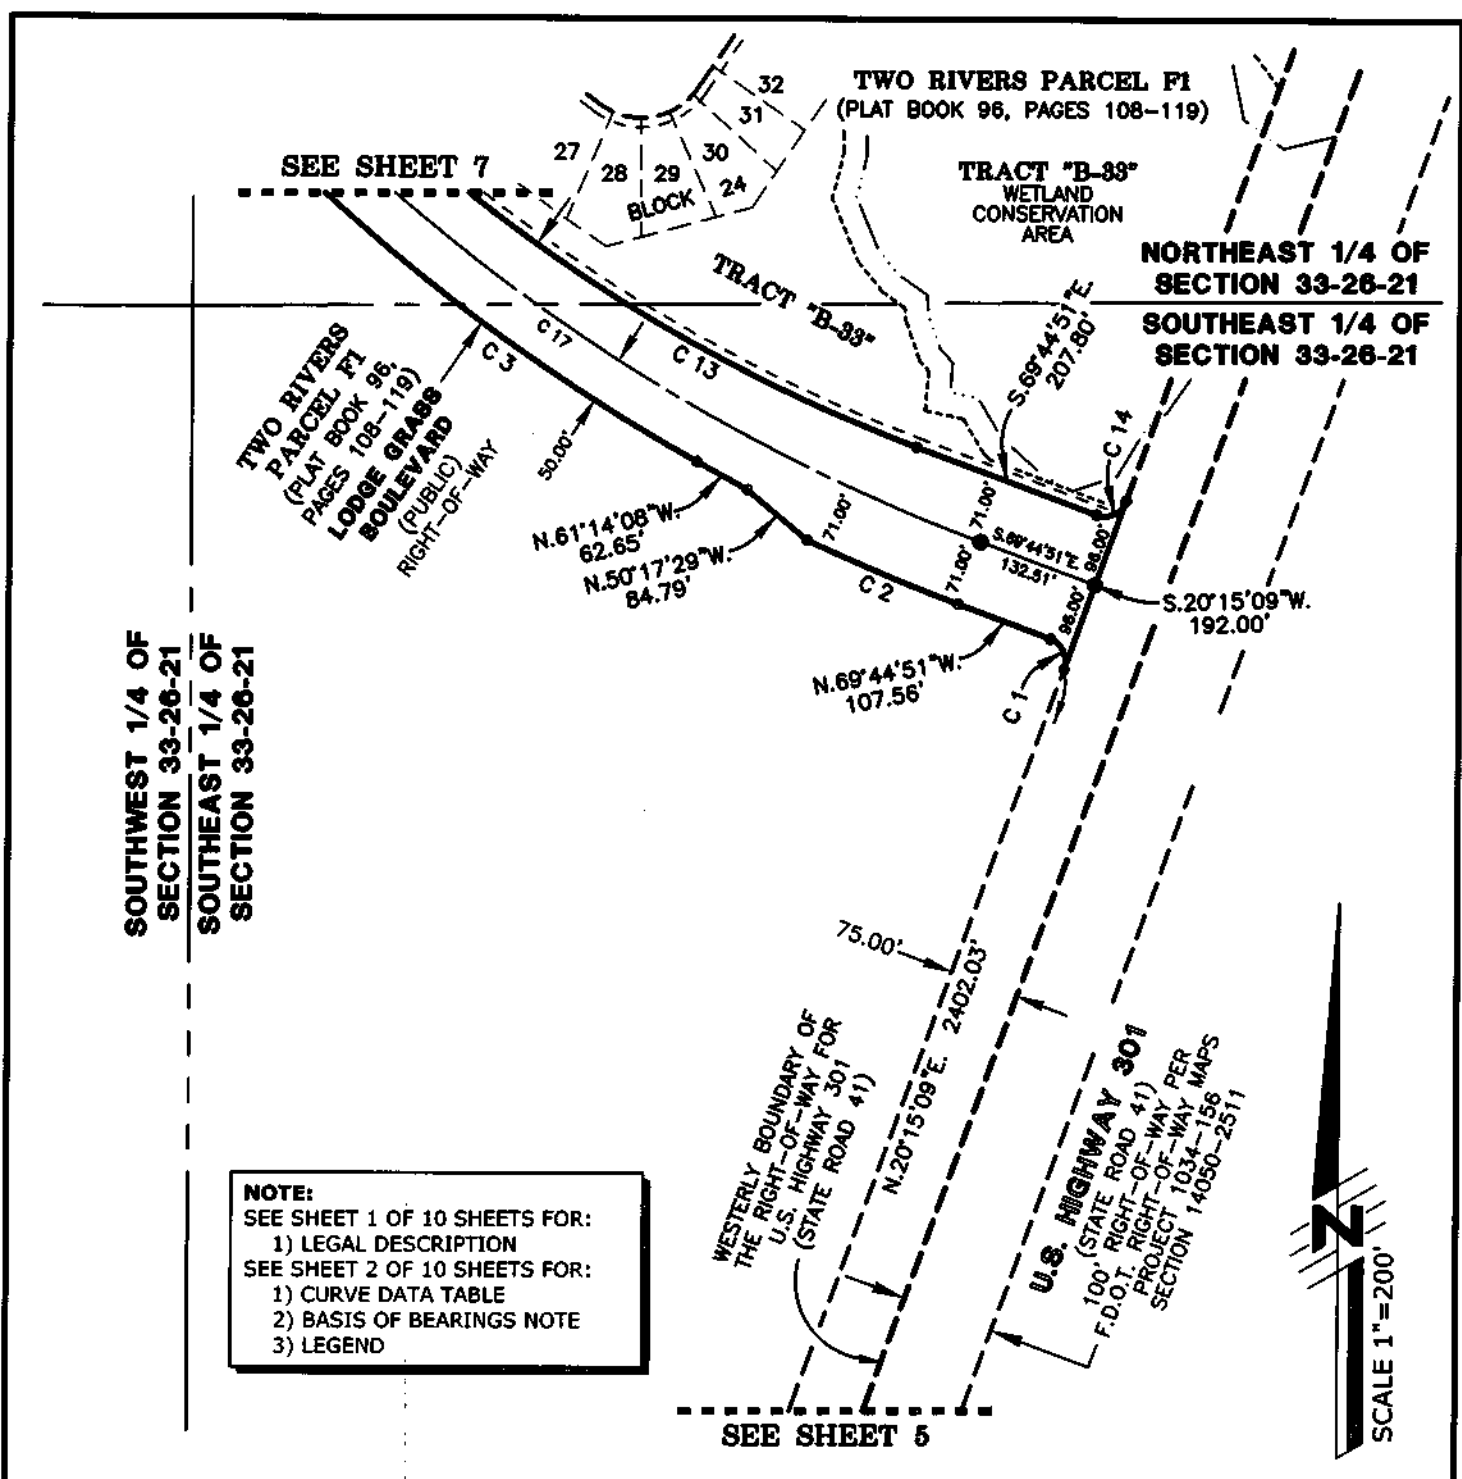 TWO RIVERS PARCEL F1
(PLAT BOOK 96, PAGES 108-119)
32
31
30
27
28
29
24
BLOCK
SEE SHEET 7
TRACT "B-33"
WETLAND
CONSERVATION
AREA
NORTHEAST 1/4 OF
SECTION 33-26-21
SOUTHEAST 1/4 OF
SECTION 33-26-21
TRACT "B-33"
S.69°44'51"E.
207.80'
C 17
C 3
C 13
C 14
TWO RIVERS
PARCEL F1
(PLAT BOOK 96,
PAGES 108-119)
LODGE GRASS
BOULEVARD
(PUBLIC)
RIGHT-OF-WAY
50.00'
N.61°14'08"W.
62.65'
N.50°17'29"W.
84.79'
71.00'
71.00'
71.00'
S.69°44'51"E.
132.51'
96.00'
96.00'
C 2
S.20°15'09"W.
192.00'
N.69°44'51"W.
107.56'
C 1
SOUTHWEST 1/4 OF
SECTION 33-26-21
SOUTHEAST 1/4 OF
SECTION 33-26-21
75.00'
N.20°15'09"E. 2402.03'
WESTERLY BOUNDARY OF
THE RIGHT-OF-WAY FOR
U.S. HIGHWAY 301
(STATE ROAD 41)
U.S. HIGHWAY 301
(STATE ROAD 41)
100' RIGHT-OF-WAY PER
F.D.O.T. RIGHT-OF-WAY MAPS
PROJECT 1034-156
SECTION 14050-2511
NOTE:
SEE SHEET 1 OF 10 SHEETS FOR:
1) LEGAL DESCRIPTION
SEE SHEET 2 OF 10 SHEETS FOR:
1) CURVE DATA TABLE
2) BASIS OF BEARINGS NOTE
3) LEGEND
SEE SHEET 5
N
SCALE 1"=200'